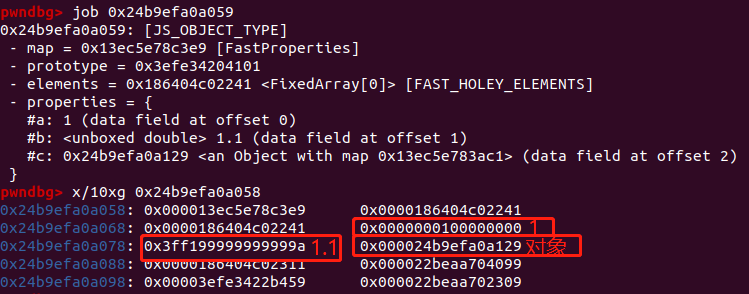 pwndbg> job 0x24b9efa0a059
0x24b9efa0a059: [JS_OBJECT_TYPE]
- map = 0x13ec5e78c3e9 [FastProperties]
- prototype = 0x3efe34204101
- elements = 0x186404c02241 <FixedArray[0]> [FAST_HOLEY_ELEMENTS]
- properties = {
#a: 1 (data field at offset 0)
#b: <unboxed double> 1.1 (data field at offset 1)
#c: 0x24b9efa0a129 <an Object with map 0x13ec5e783ac1> (data field at offset 2)
}
pwndbg> x/10xg 0x24b9efa0a058
0x24b9efa0a058: 0x000013ec5e78c3e9 0x0000186404c02241
0x24b9efa0a068: 0x0000186404c02241 0x0000000100000000 1
0x24b9efa0a078: 0x3ff199999999999a 1.1 0x000024b9efa0a129 对象
0x24b9efa0a088: 0x0000186404c02311 0x000022beaa704099
0x24b9efa0a098: 0x00003efe3422b459 0x000022beaa702309